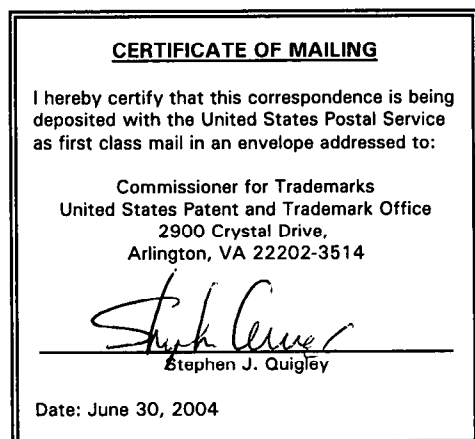 CERTIFICATE OF MAILING
I hereby certify that this correspondence is being
deposited with the United States Postal Service
as first class mail in an envelope addressed to:
Commissioner for Trademarks
United States Patent and Trademark Office
2900 Crystal Drive,
Arlington, VA 22202-3514
Stephen J. Quigley
Date: June 30, 2004